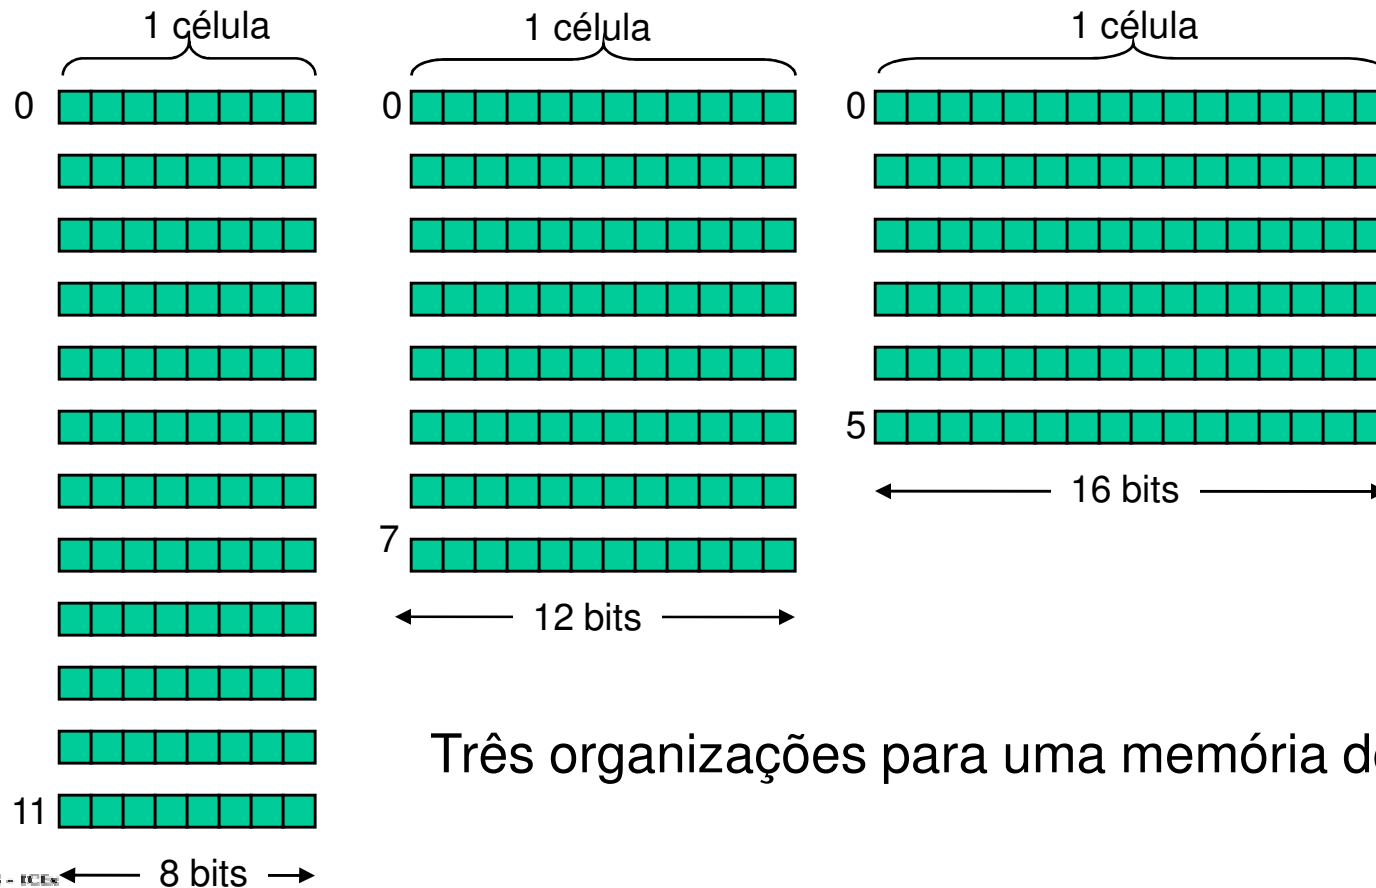 1 célula
1 célula
1 célula
0
0
0
5
16 bits
7
12 bits
Três organizações para uma memória
11
8 bits